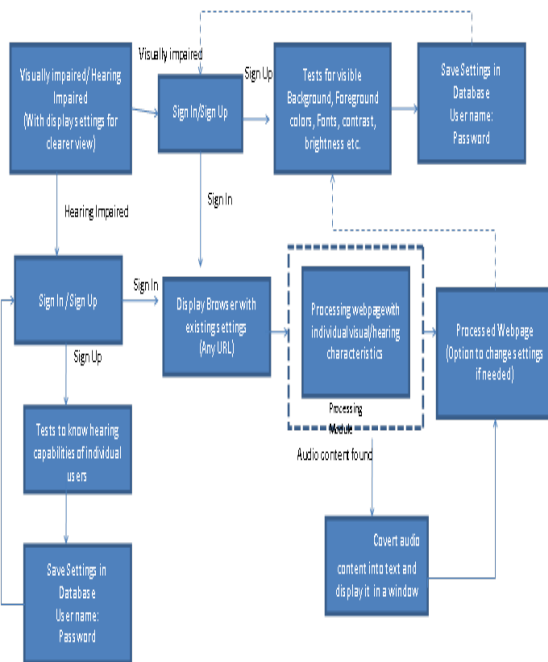 Visually impaired/ Hearing
Impaired
(With display settings for
clearer view)
Visually impaired
Sign In/Sign Up
Sign Up
Tests for visible
Background, Foreground
colors, Fonts, contrast,
brightness etc.
Save Settings in
Database
User name:
Password
Hearing Impaired
Sign In
Sign In /Sign Up
Sign In
Display Browser with
existing settings
(Any URL)
Processing webpage with
individual visual/hearing
characteristics
Processing
Module
Processed Webpage
(Option to change settings
if needed)
Sign Up
Tests to know hearing
capabilities of individual
users
Audio content found
Covert audio
content into text and
display it in a window
Save Settings in
Database
User name:
Password